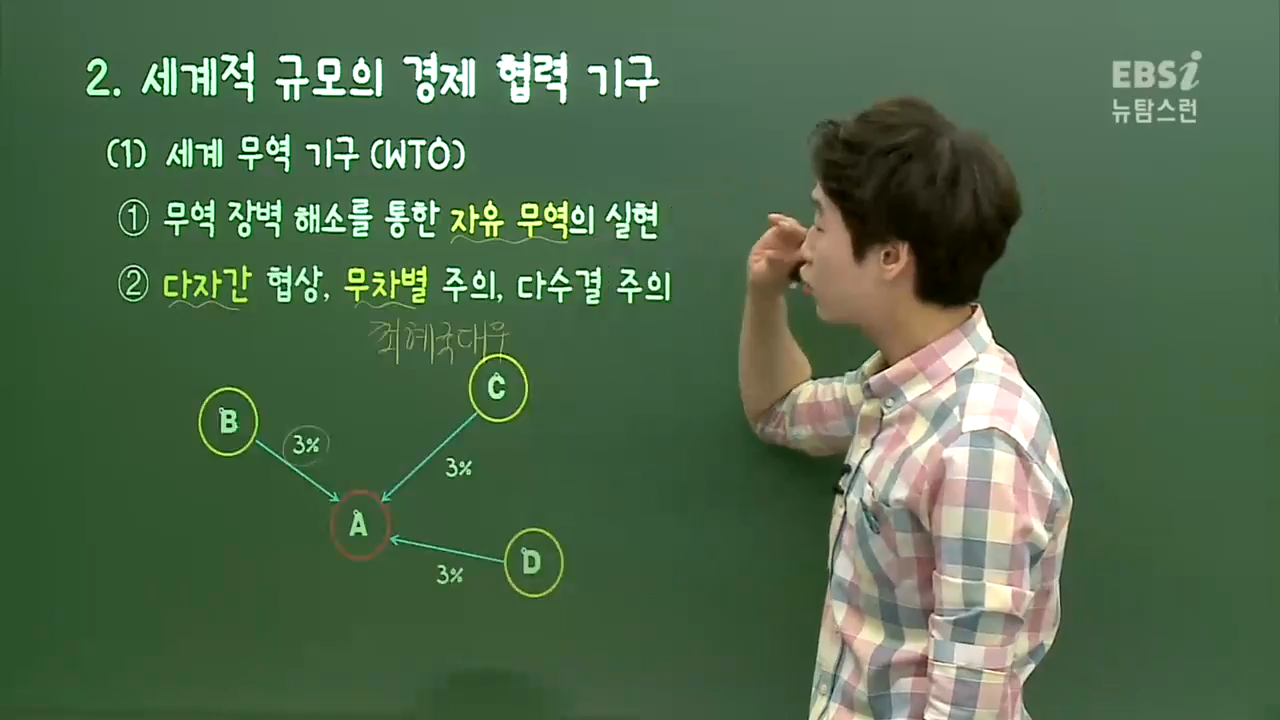 2. 세계적 규모의 경제 협력 기구
EBSi
뉴탐스런
(1) 세계 무역 기구 (WTO)
① 무역 장벽 해소를 통한 자유 무역의 실현
② 다자간 협상, 무차별 주의, 다수결 주의
최혜국대우
C
B
3%
3%
A
D
3%